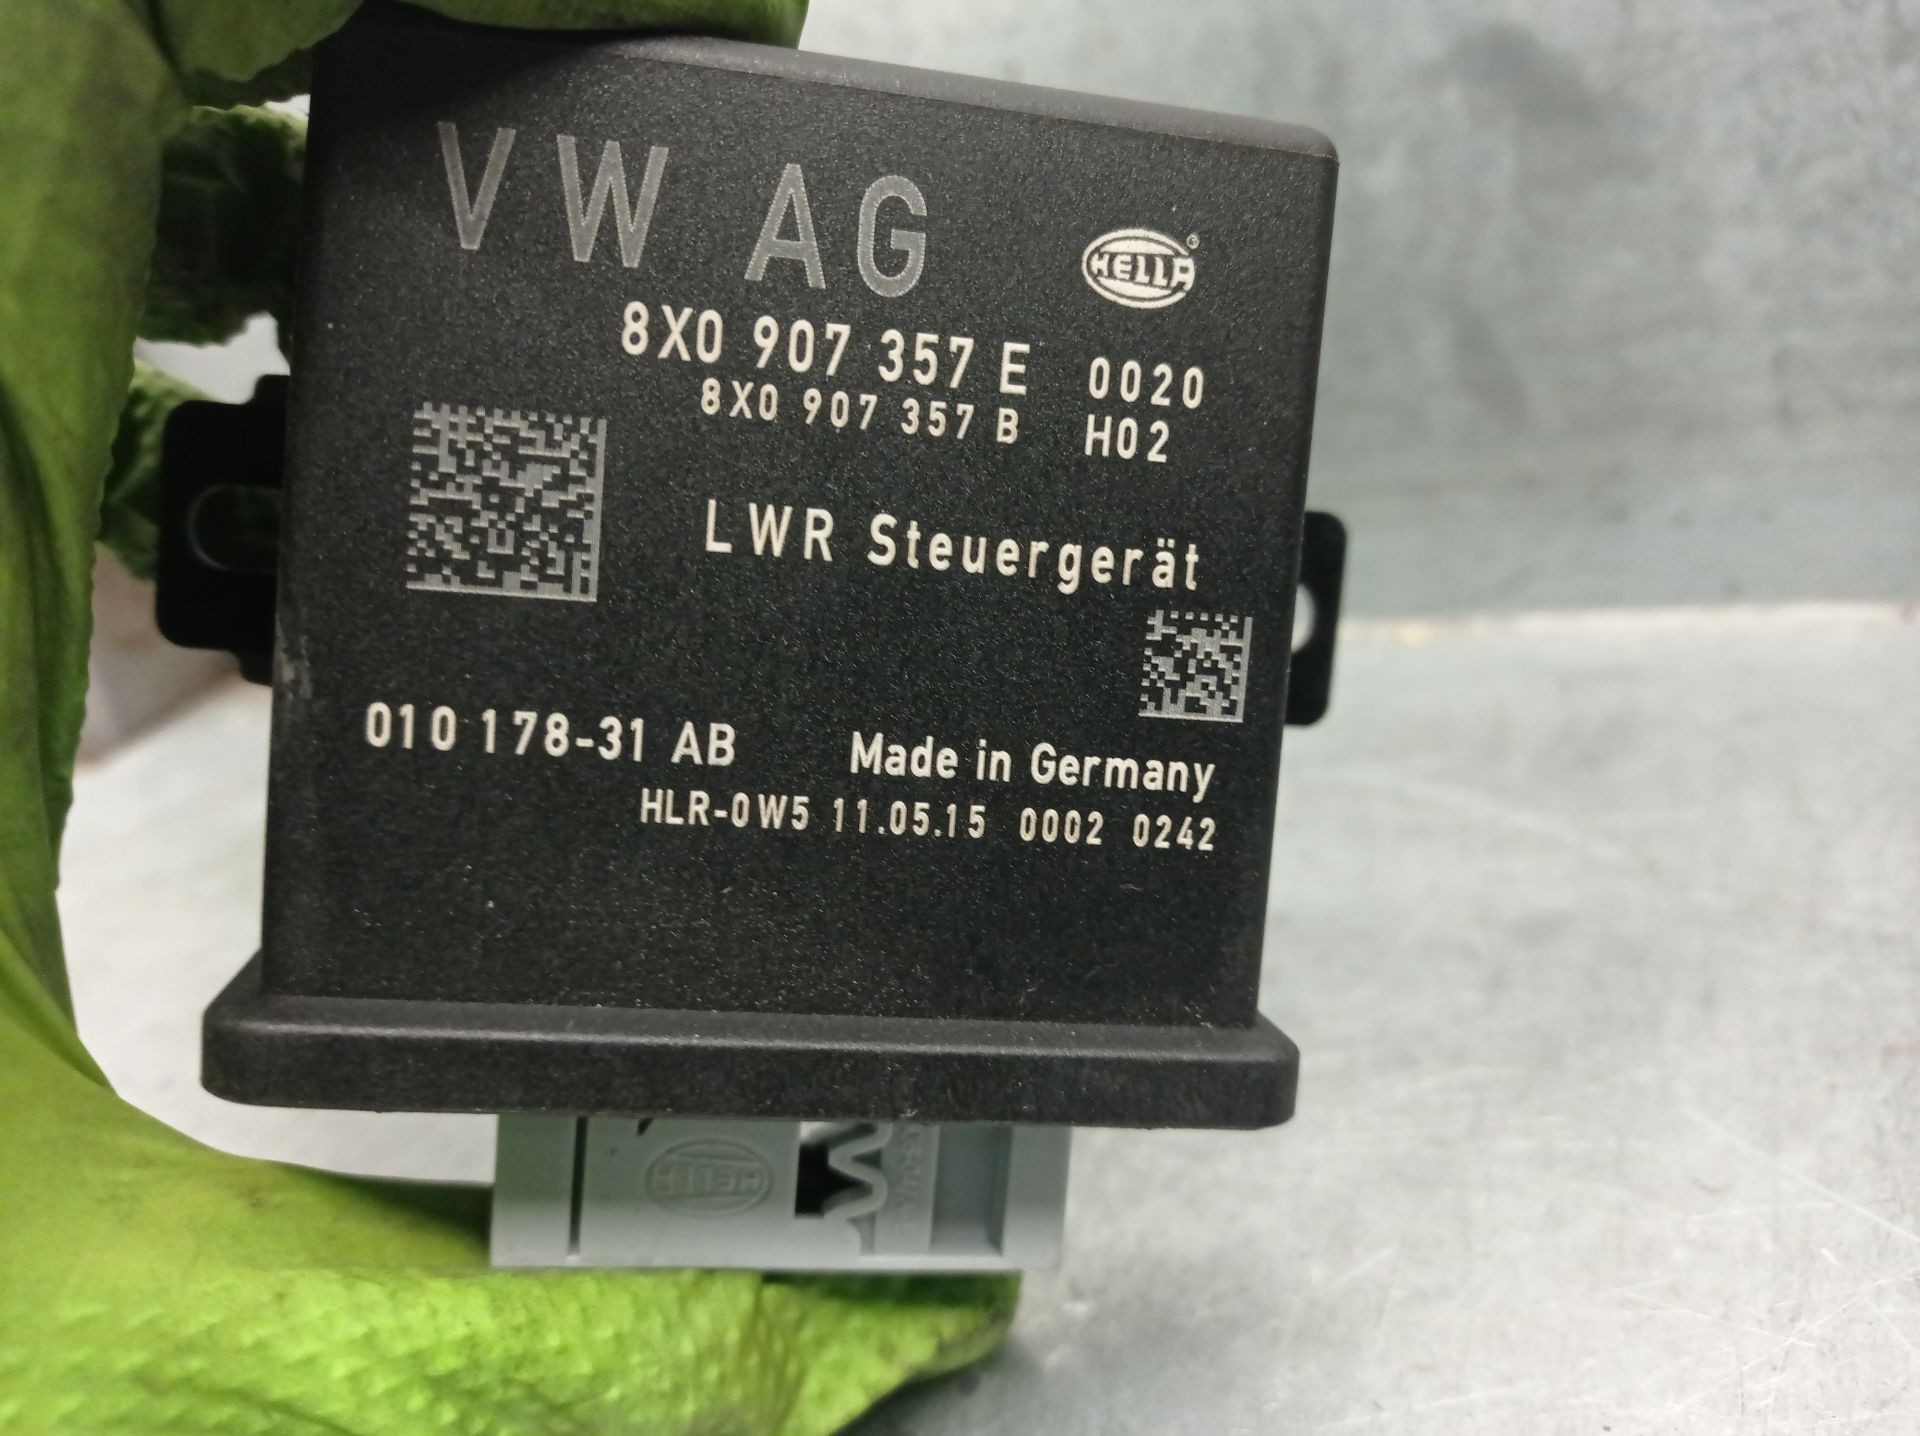 VW AG
HELLA
8X0 907 357 E 0020
8X0 907 357 B H02
LWR Steuergerät
010 178-31 AB Made in Germany
HLR-0W5 11.05.15 0002 0242
HELLA